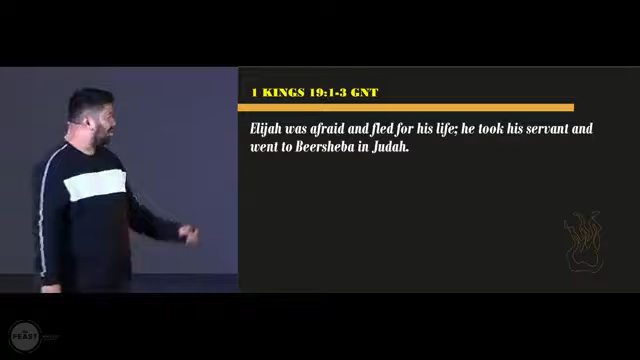 1 KINGS 19:1-3 GNT
Elijah was afraid and fled for his life; he took his servant and
went to Beersheba in Judah.
FEAST